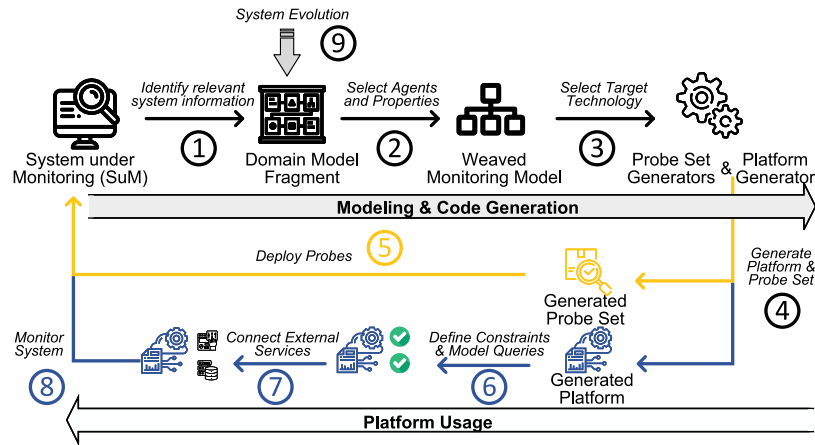 System Evolution
9
Identify relevant
system information
1
Select Agents
and Properties
2
Select Target
Technology
3
System under
Monitoring (SuM)
Domain Model
Fragment
Weaved
Monitoring Model
Probe Set
Generators
&
Platform
Generator
Modeling & Code Generation
Deploy Probes
5
Generate
Platform &
Probe Set
4
Generated
Probe Set
Monitor
System
8
Connect External
Services
7
Define Constraints
& Model Queries
6
Generated
Platform
Platform Usage